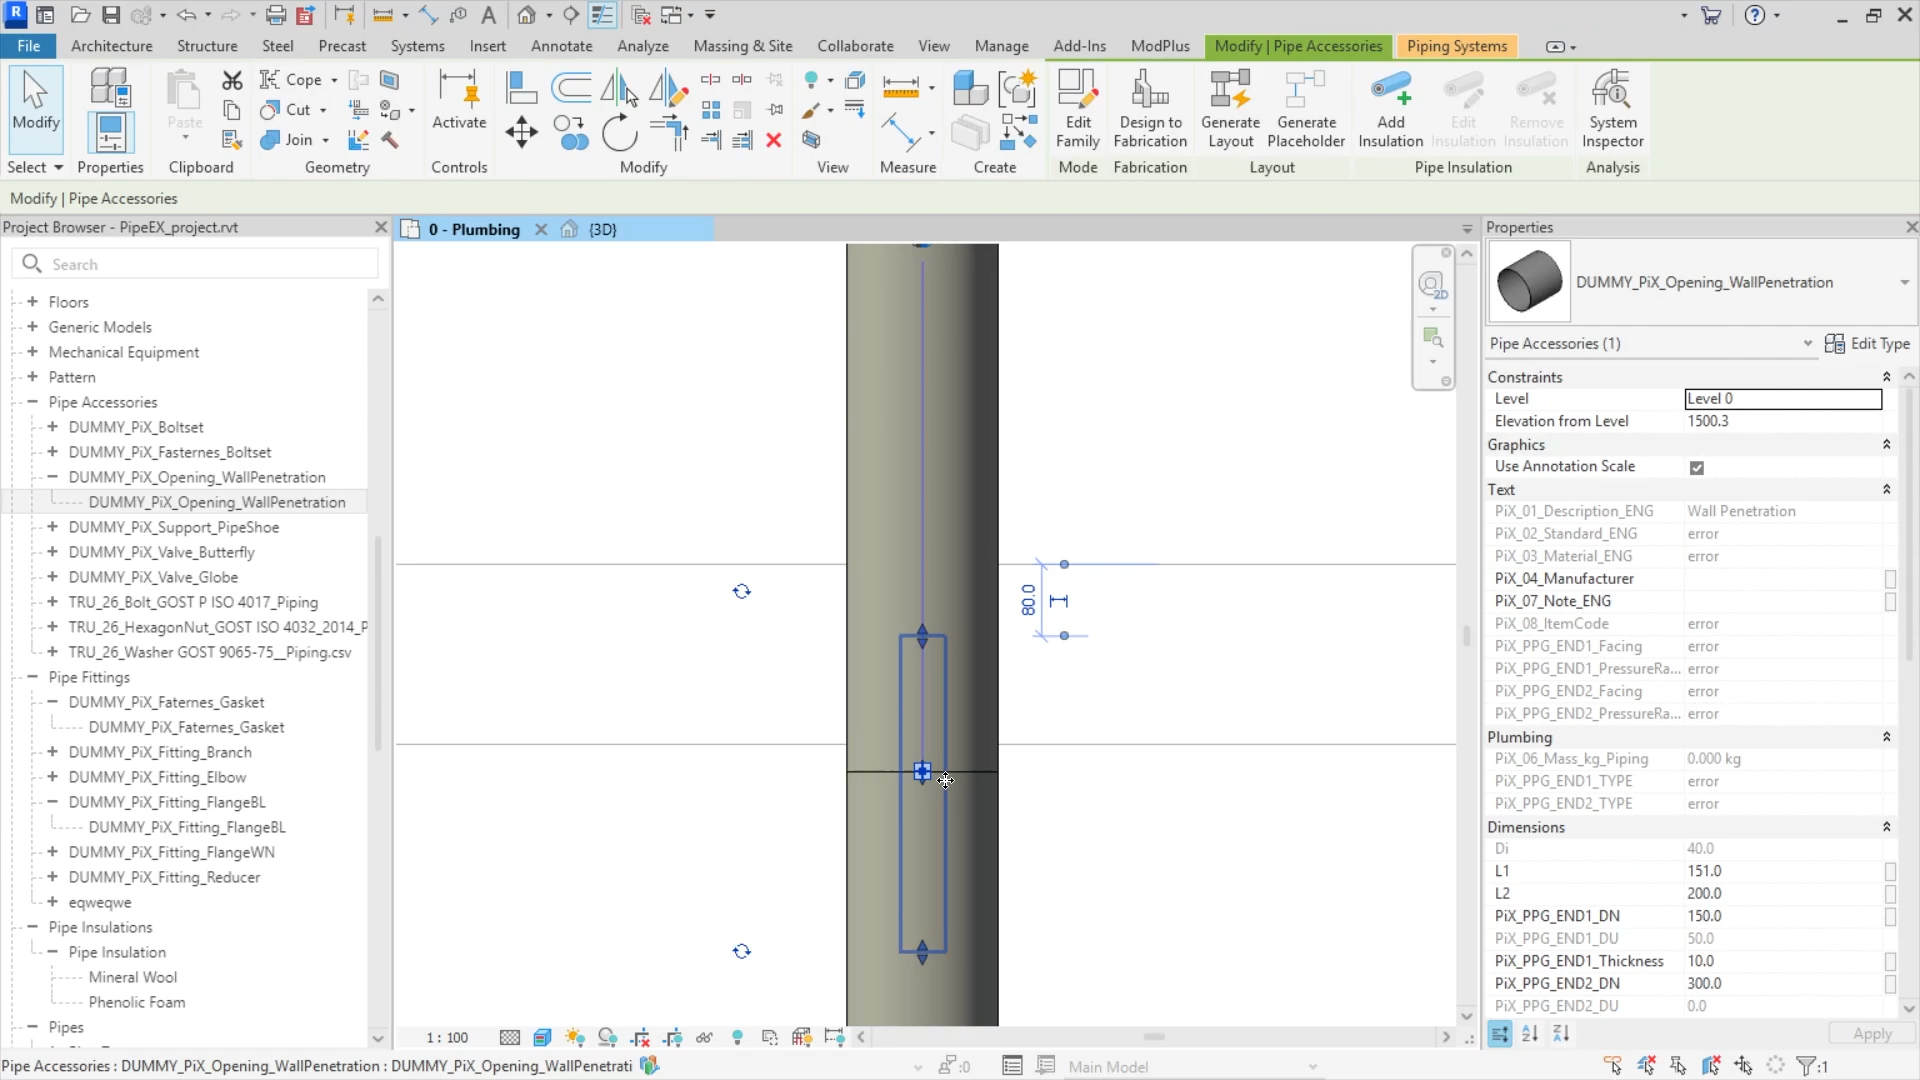 File Architecture Structure Steel Precast Systems Insert Annotate Analyze Massing & Site Collaborate View Manage Add-Ins ModPlus Modify | Pipe Accessories Piping Systems
Modify Paste Cope Cut Join Activate Edit Family Design to Fabrication Generate Layout Generate Placeholder Add Insulation Edit Insulation Remove Insulation System Inspector
Select Properties Clipboard Geometry Controls Modify View Measure Create Mode Fabrication Layout Pipe Insulation Analysis
Modify | Pipe Accessories
Project Browser - PipeEX_project.rvt
Search
Floors
Generic Models
Mechanical Equipment
Pattern
Pipe Accessories
DUMMY_PiX_Boltset
DUMMY_PiX_Fasternes_Boltset
DUMMY_PiX_Opening_WallPenetration
DUMMY_PiX_Opening_WallPenetration
DUMMY_PiX_Support_PipeShoe
DUMMY_PiX_Valve_Butterfly
DUMMY_PiX_Valve_Globe
TRU_26_Bolt_GOST P ISO 4017_Piping
TRU_26_HexagonNut_GOST ISO 4032_2014_P
TRU_26_Washer GOST 9065-75__Piping.csv
Pipe Fittings
DUMMY_PiX_Faternes_Gasket
DUMMY_PiX_Faternes_Gasket
DUMMY_PiX_Fitting_Branch
DUMMY_PiX_Fitting_Elbow
DUMMY_PiX_Fitting_FlangeBL
DUMMY_PiX_Fitting_FlangeBL
DUMMY_PiX_Fitting_FlangeWN
DUMMY_PiX_Fitting_Reducer
eqweqwe
Pipe Insulations
Pipe Insulation
Mineral Wool
Phenolic Foam
Pipes
0 - Plumbing
{3D}
2D
80.0
1 : 100
Properties
DUMMY_PiX_Opening_WallPenetration
Pipe Accessories (1) Edit Type
Constraints
Level Level 0
Elevation from Level 1500.3
Graphics
Use Annotation Scale
Text
PiX_01_Description_ENG Wall Penetration
PiX_02_Standard_ENG error
PiX_03_Material_ENG error
PiX_04_Manufacturer
PiX_07_Note_ENG
PiX_08_ItemCode error
PiX_PPG_END1_Facing error
PiX_PPG_END1_PressureRa... error
PiX_PPG_END2_Facing error
PiX_PPG_END2_PressureRa... error
Plumbing
PiX_06_Mass_kg_Piping 0.000 kg
PiX_PPG_END1_TYPE error
PiX_PPG_END2_TYPE error
Dimensions
Di 40.0
L1 151.0
L2 200.0
PiX_PPG_END1_DN 150.0
PiX_PPG_END1_DU 50.0
PiX_PPG_END1_Thickness 10.0
PiX_PPG_END2_DN 300.0
PiX_PPG_END2_DU 0.0
Apply
Pipe Accessories : DUMMY_PiX_Opening_WallPenetration : DUMMY_PiX_Opening_WallPenetrati
:0
Main Model
:1